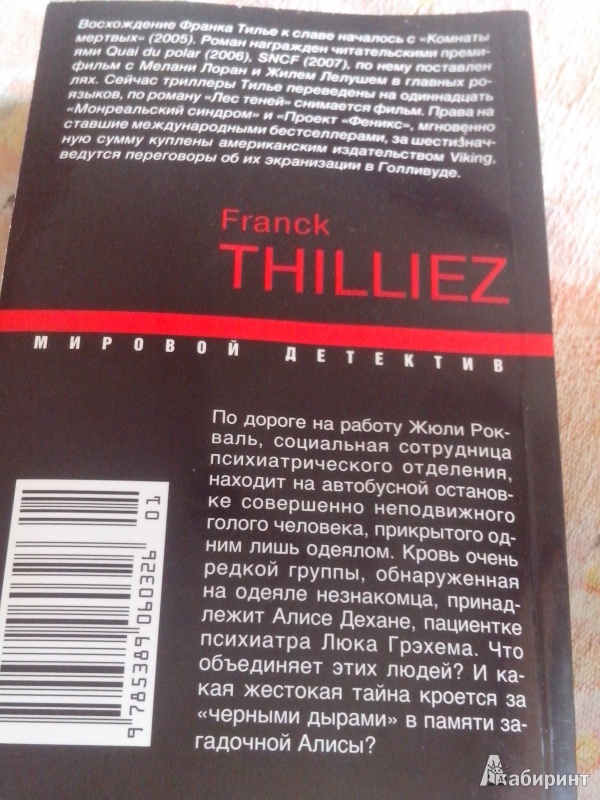 Восхождение Франка Тилье к славе началось с «Комнаты
мертвых» (2005). Роман награжден читательскими преми-
ями Quai du polar (2006), SNCF (2007), по нему поставлен
фильм с Мелани Лоран и Жилем Лелушем в главных ро-
лях. Сейчас триллеры Тилье переведены на одиннадцать
языков, по роману «Лес теней» снимается фильм. Права на
«Монреальский синдром» и «Проект «Феникс», мгновенно
ставшие международными бестселлерами, за шестизнач-
ную сумму куплены американским издательством Viking,
ведутся переговоры об их экранизации в Голливуде.
Franck
THILLIEZ
МИРОВОЙ ДЕТЕКТИВ
По дороге на работу Жюли Рок-
валь, социальная сотрудница
психиатрического отделения,
находит на автобусной останов-
ке совершенно неподвижного
голого человека, прикрытого од-
ним лишь одеялом. Кровь очень
редкой группы, обнаруженная
на одеяле незнакомца, принад-
лежит Алисе Дехане, пациентке
психиатра Люка Грэхема. Что
объединяет этих людей? И ка-
кая жестокая тайна кроется за
«черными дырами» в памяти за-
гадочной Алисы?
9 785389 060326
01
Лабиринт